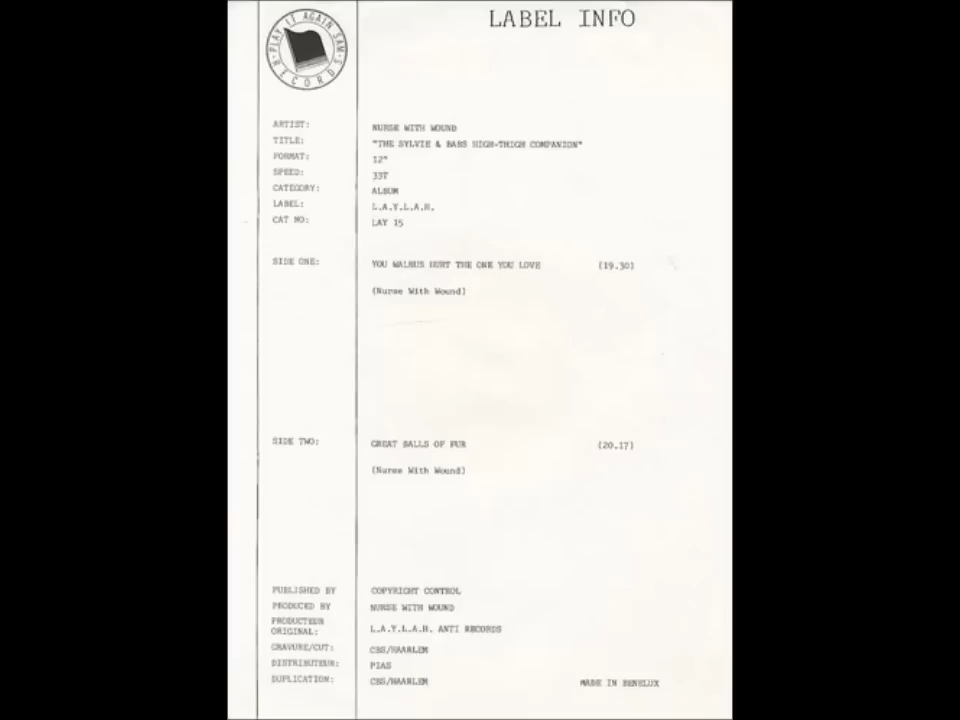 LABEL INFO
PLAY IT AGAIN SAM
RECORDS
ARTIST: NURSE WITH WOUND
TITLE: "THE SYLVIE & BABS HIGH-THIGH COMPANION"
FORMAT: 12"
SPEED: 33T
CATEGORY: ALBUM
LABEL: L.A.Y.L.A.H.
CAT NO: LAY 15
SIDE ONE: YOU WALRUS HURT THE ONE YOU LOVE (19.30)
(Nurse With Wound)
SIDE TWO: GREAT BALLS OF FUR (20.17)
(Nurse With Wound)
PUBLISHED BY COPYRIGHT CONTROL
PRODUCED BY NURSE WITH WOUND
PRODUCTEUR
ORIGINAL: L.A.Y.L.A.H. ANTI RECORDS
GRAVURE/CUT: CBS/HAARLEM
DISTRIBUTEUR: PIAS
DUPLICATION: CBS/HAARLEM MADE IN BENELUX